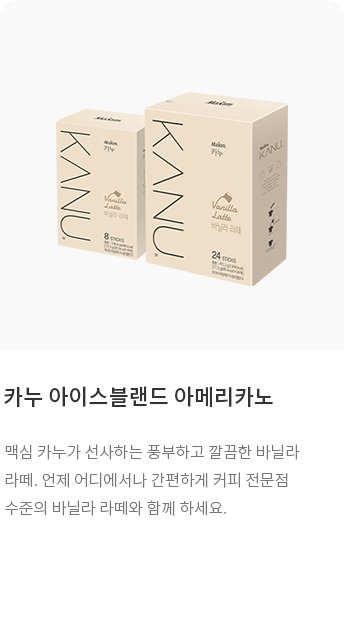 Maxim
Maxim.
카누
KANU
Vanilla
Latte
바닐라 라떼
8 STICKS
Maxim
Maxim.
카누
KANU
Vanilla
Latte
바닐라 라떼
24 STICKS
KANU
카누 아이스블랜드 아메리카노
맥심 카누가 선사하는 풍부하고 깔끔한 바닐라
라떼. 언제 어디에서나 간편하게 커피 전문점
수준의 바닐라 라떼와 함께 하세요.